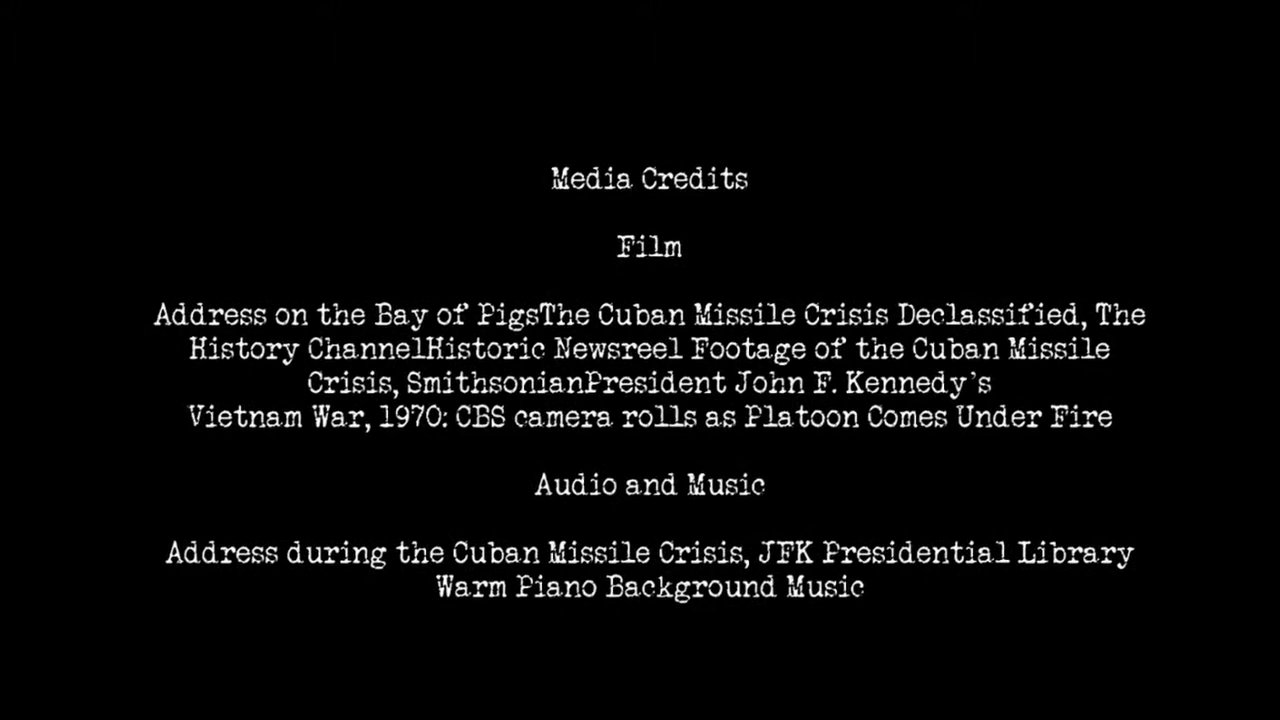 Media Credits
Film
Address on the Bay of PigsThe Cuban Missile Crisis Declassified, The
History ChannelHistoric Newsreel Footage of the Cuban Missile
Crisis, SmithsonianPresident John F. Kennedy's
Vietnam War, 1970: CBS camera rolls as Platoon Comes Under Fire
Audio and Music
Address during the Cuban Missile Crisis, JFK Presidential Library
Warm Piano Background Music